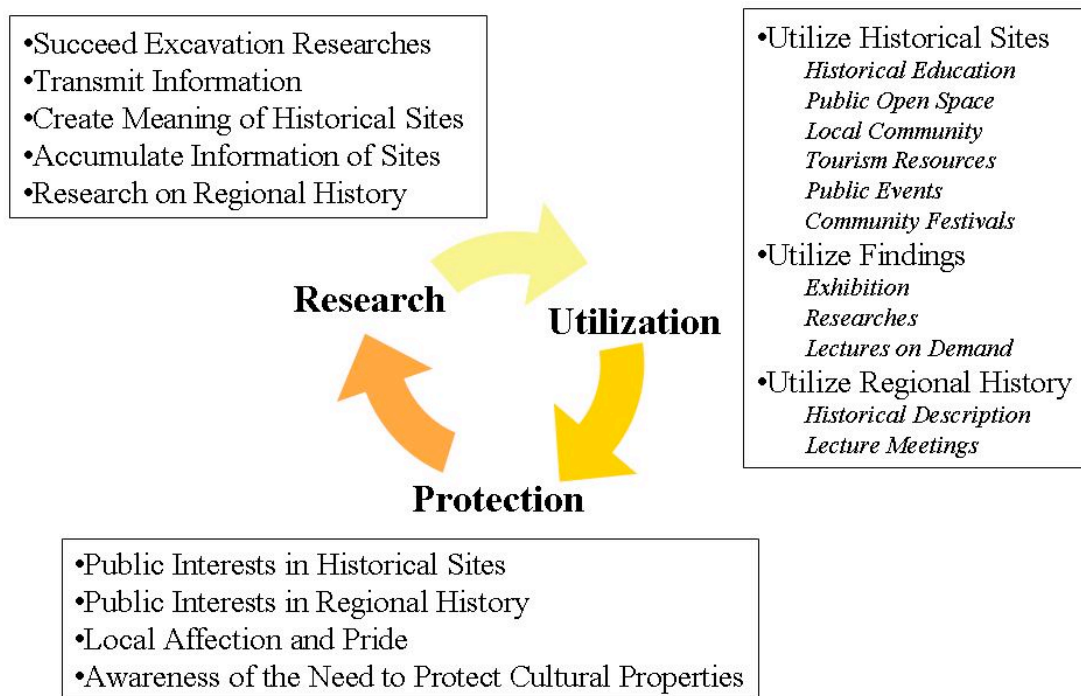 •Succeed Excavation Researches
•Transmit Information
•Create Meaning of Historical Sites
•Accumulate Information of Sites
•Research on Regional History
•Utilize Historical Sites
Historical Education
Public Open Space
Local Community
Tourism Resources
Public Events
Community Festivals
•Utilize Findings
Exhibition
Researches
Lectures on Demand
•Utilize Regional History
Historical Description
Lecture Meetings
Research
Utilization
Protection
•Public Interests in Historical Sites
•Public Interests in Regional History
•Local Affection and Pride
•Awareness of the Need to Protect Cultural Properties